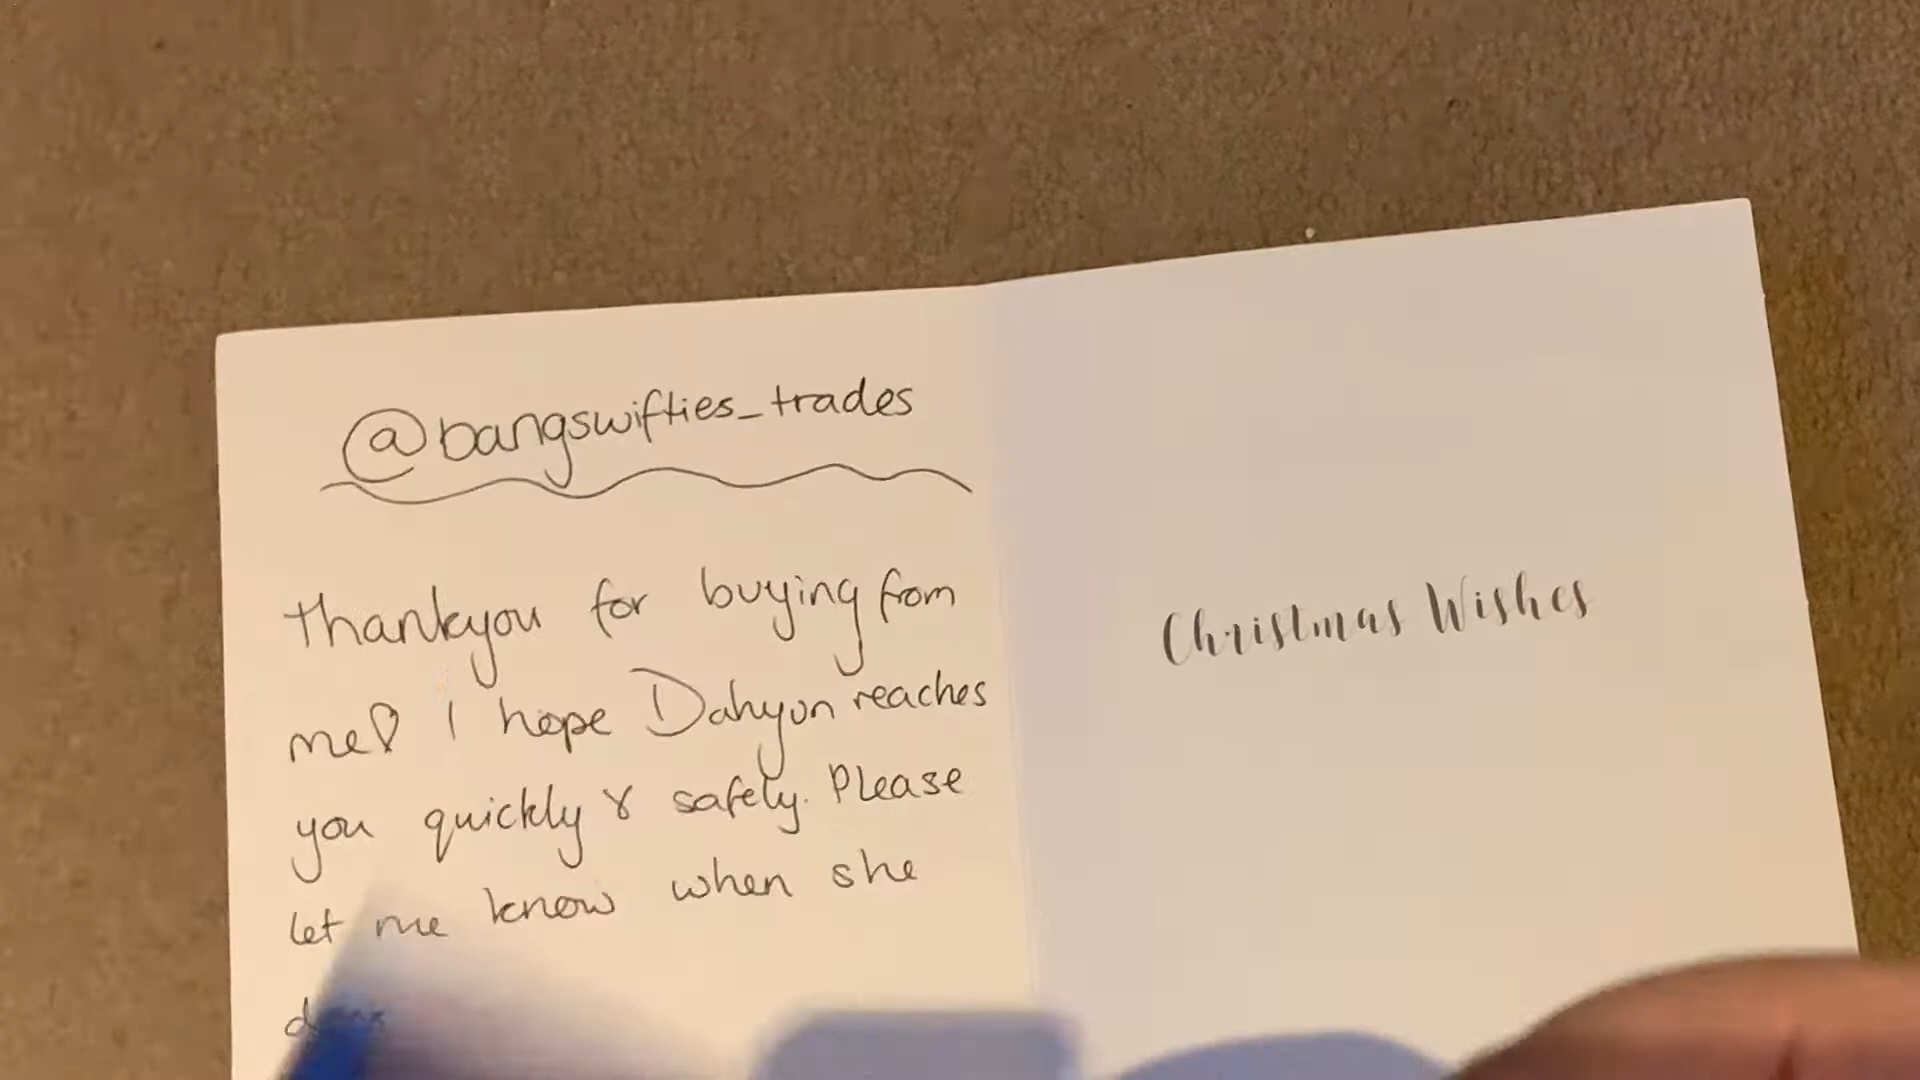 @bangswifties_trades
thankyou for buying from
me♡ I hope Dahyun reaches
you quickly & safely. Please
let me know when she
Christmas Wishes